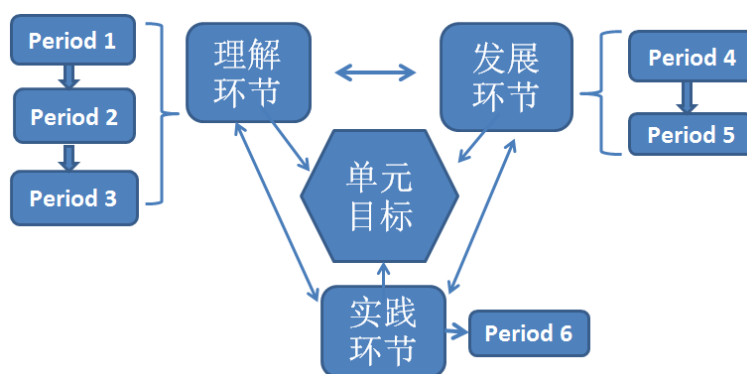 Period 1
Period 2
Period 3
理解
环节
发展
环节
Period 4
Period 5
单元
目标
实践
环节
Period 6